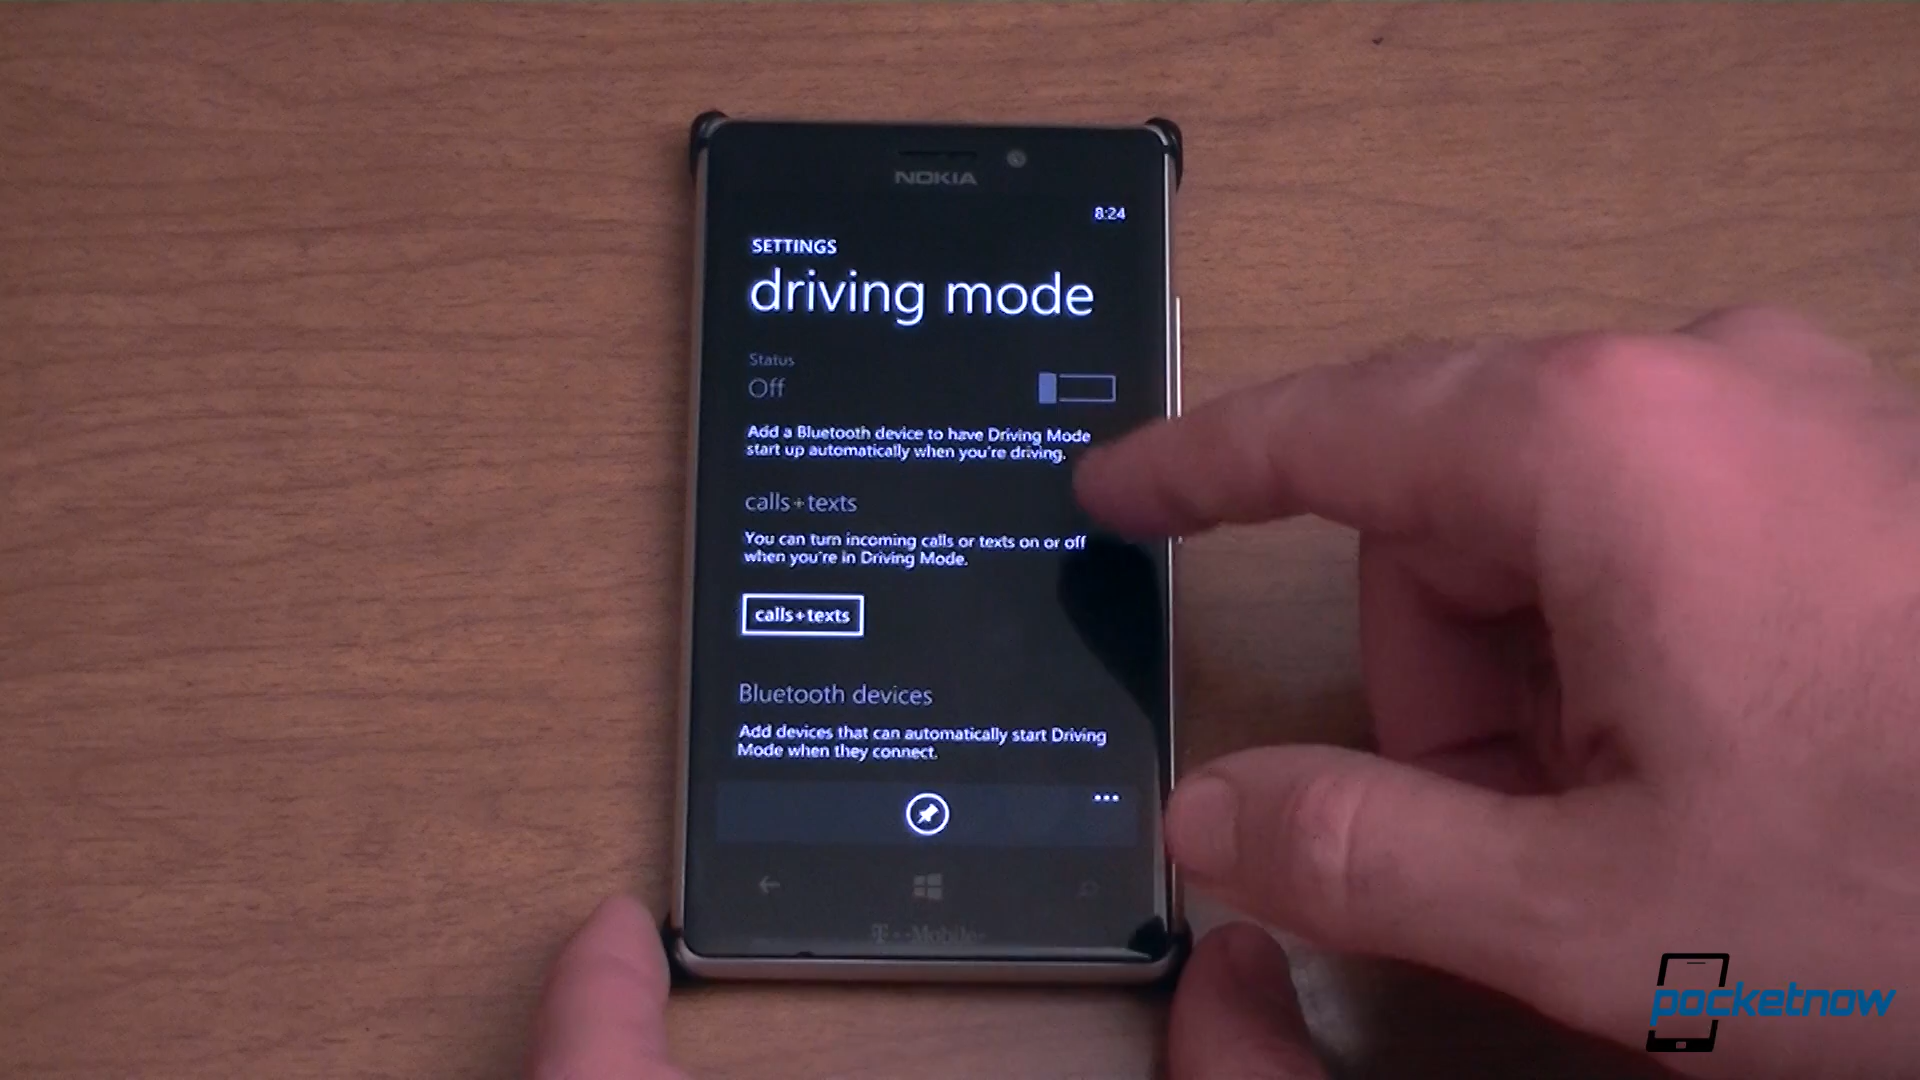 NOKIA
8:24
SETTINGS
driving mode
Status
Off
Add a Bluetooth device to have Driving Mode
start up automatically when you're driving.
calls+texts
You can turn incoming calls or texts on or off
when you're in Driving Mode.
calls+texts
Bluetooth devices
Add devices that can automatically start Driving
Mode when they connect.
T··Mobile·
pocketnow